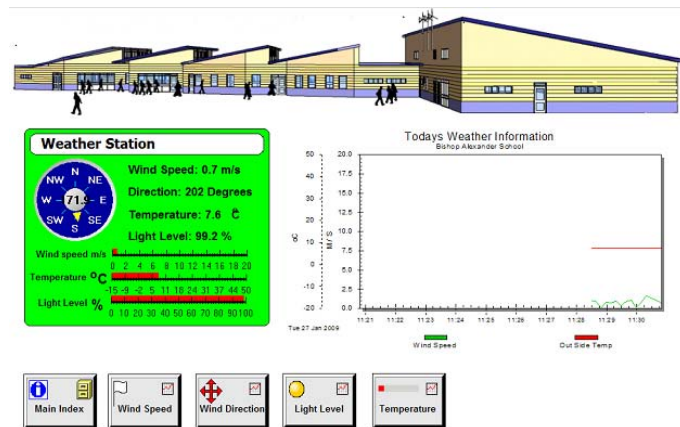 Weather Station
N
NW NE
W 71.9 E
SW SE
S
Wind Speed: 0.7 m/s
Direction: 202 Degrees
Temperature: 7.6 °C
Light Level: 99.2 %
Wind speed m/s
0 2 4 6 8 10 12 14 16 18 20
Temperature °C
-15 -9 -2 5 11 18 24 31 37 44 50
Light Level %
0 10 20 30 40 50 60 70 80 90 100
Todays Weather Information
Bishop Alexander School
50
40
30
20
10
0
-10
-20
oC
20.0
17.5
15.0
12.5
10.0
7.5
5.0
2.5
0.0
M/S
11:21 11:22 11:23 11:24 11:25 11:26 11:27 11:28 11:29 11:30
Tue 27 Jan 2009
Wind Speed
Out Side Temp
Main Index
Wind Speed
Wind Direction
Light Level
Temperature